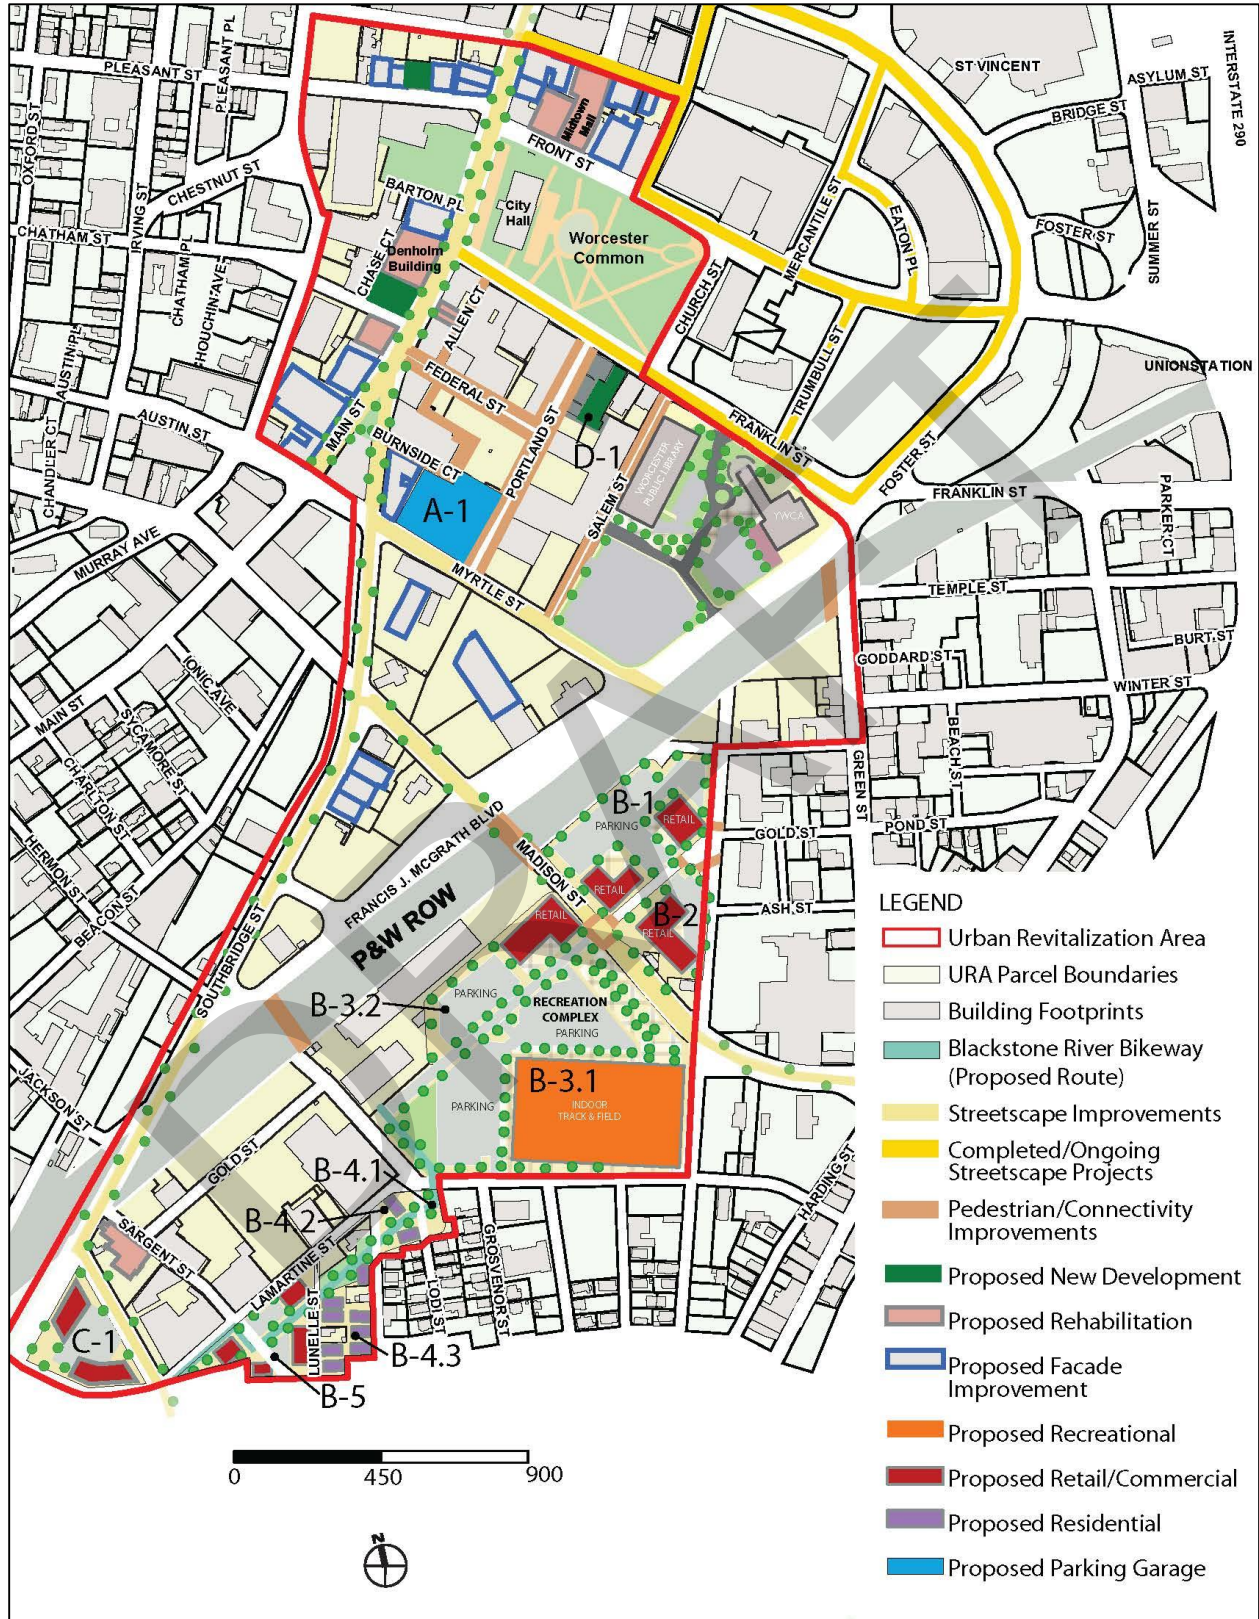 PLEASANT ST
PLEASANT PL
OXFORD ST
IRVING ST
CHESTNUT ST
CHATHAM ST
CHATHAM PL
HOUCHIN AVE
AUSTIN PL
AUSTIN ST
CHANDLER CT
MURRAY AVE
MAIN ST
IONIC AVE
SYCAMORE ST
CHARLTON ST
HERMON ST
BEACON ST
JACKSON ST
SOUTHBRIDGE ST
Midtown
Mall
FRONT ST
BARTON PL
City
Hall
Worcester
Common
CHASE CT
Denholm
Building
ALLEN CT
FEDERAL ST
MAIN ST
BURNSIDE CT
A-1
PORTLAND ST
D-1
SALEM ST
WORCESTER
PUBLIC LIBRARY
YWCA
MYRTLE ST
ST VINCENT
BRIDGE ST
ASYLUM ST
INTERSTATE 290
MERCANTILE ST
EATON PL
FOSTER ST
SUMMER ST
CHURCH ST
TRUMBULL ST
UNIONSTATION
FRANKLIN ST
FOSTER ST
FRANKLIN ST
PARKER CT
TEMPLE ST
BURT ST
GODDARD ST
WINTER ST
BEACH ST
GREEN ST
GOLD ST
POND ST
ASH ST
FRANCIS J. MCGRATH BLVD
P&W ROW
MADISON ST
B-1
PARKING
RETAIL
RETAIL
B-2
RETAIL
RETAIL
B-3.2
PARKING
RECREATION
COMPLEX
PARKING
B-3.1
INDOOR
TRACK & FIELD
PARKING
GOLD ST
B-4.1
B-4.2
SARGENT ST
LAMARTINE ST
LUNELLE ST
LODI ST
GROSVENOR ST
HARDING ST
C-1
B-4.3
B-5
DRAFT
LEGEND
Urban Revitalization Area
URA Parcel Boundaries
Building Footprints
Blackstone River Bikeway
(Proposed Route)
Streetscape Improvements
Completed/Ongoing
Streetscape Projects
Pedestrian/Connectivity
Improvements
Proposed New Development
Proposed Rehabilitation
Proposed Facade
Improvement
Proposed Recreational
Proposed Retail/Commercial
Proposed Residential
Proposed Parking Garage
0 450 900
N